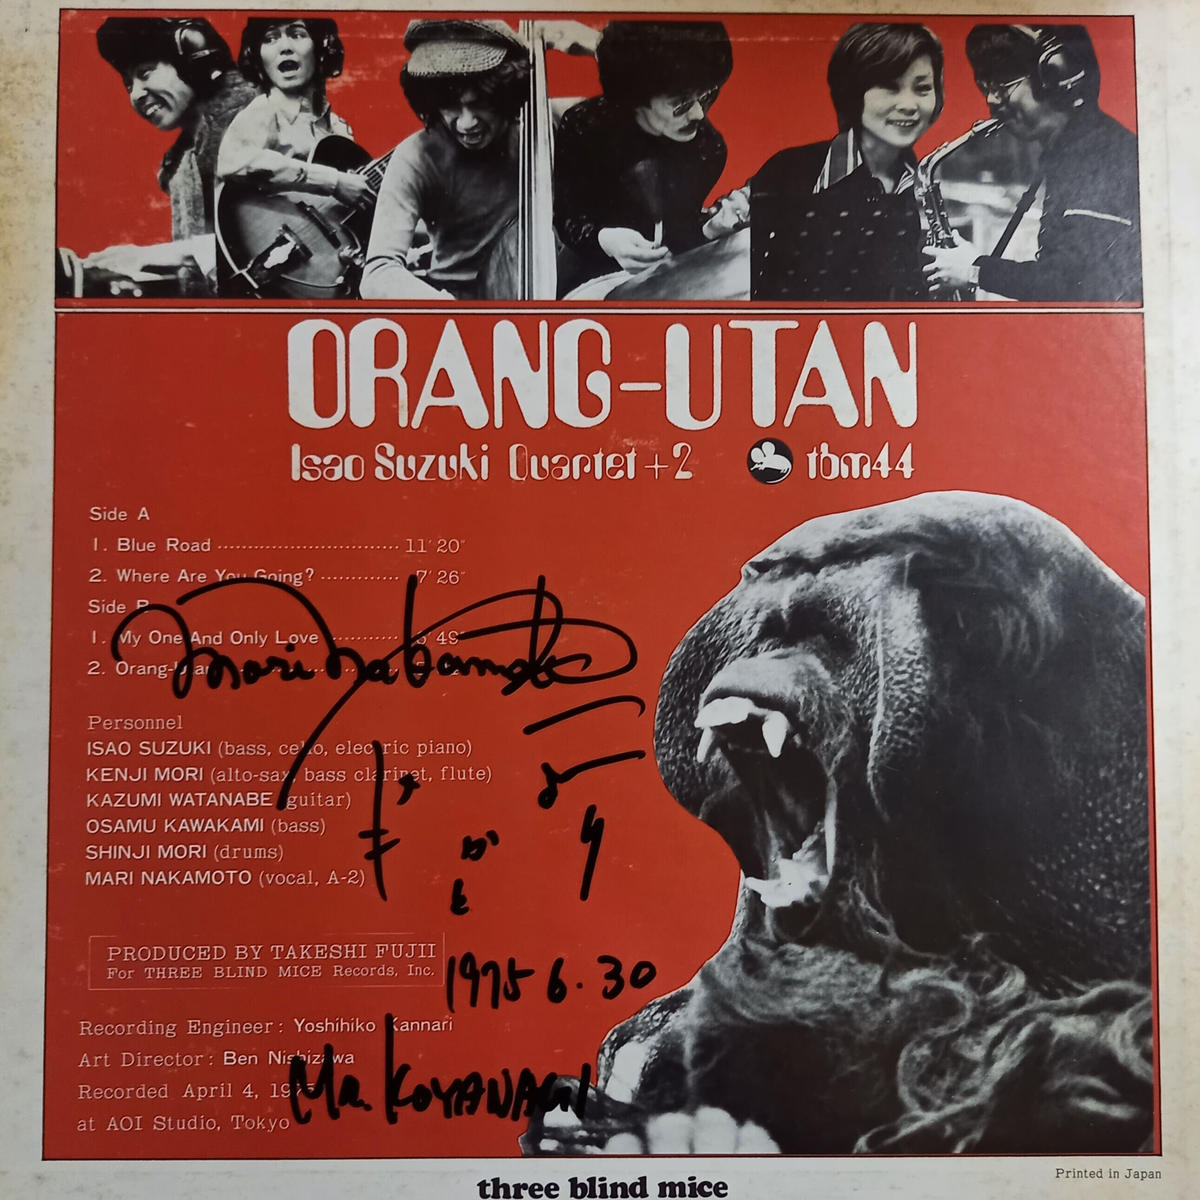 ORANG-UTAN
Isao Suzuki Quartet + 2 tbm44
Side A
1. Blue Road 11′ 20″
2. Where Are You Going? 7′ 26″
Side B
1. My One And Only Love 49″
2. Orang-Utan
Mari Nakamoto
Personnel
ISAO SUZUKI (bass, cello, electric piano)
KENJI MORI (alto-sax, bass clarinet, flute)
KAZUMI WATANABE (guitar)
OSAMU KAWAKAMI (bass)
SHINJI MORI (drums)
MARI NAKAMOTO (vocal, A-2)
PRODUCED BY TAKESHI FUJII
For THREE BLIND MICE Records, Inc.
1975 6.30
Recording Engineer : Yoshihiko Kannari
Art Director : Ben Nishizawa
Recorded April 4, 1975
at AOI Studio, Tokyo
Mr. KOYANAGI
Printed in Japan
three blind mice